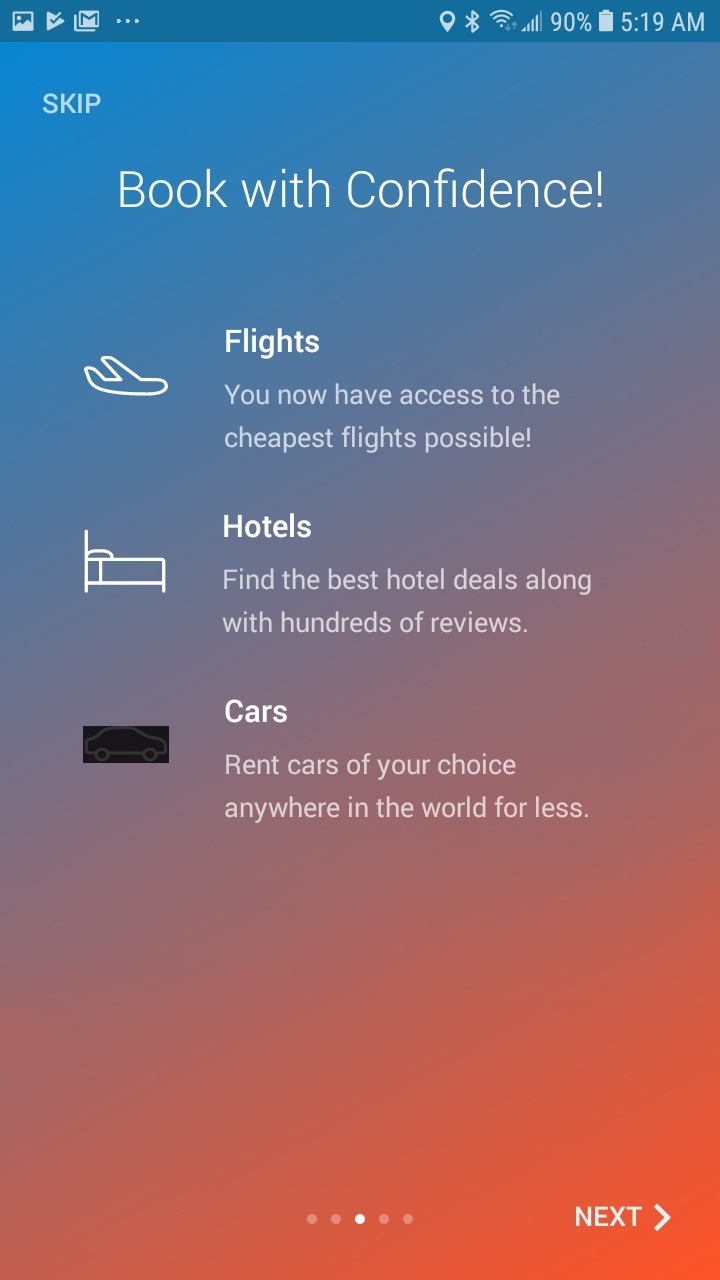 90% 5:19 AM
SKIP
Book with Confidence!
Flights
You now have access to the
cheapest flights possible!
Hotels
Find the best hotel deals along
with hundreds of reviews.
Cars
Rent cars of your choice
anywhere in the world for less.
NEXT